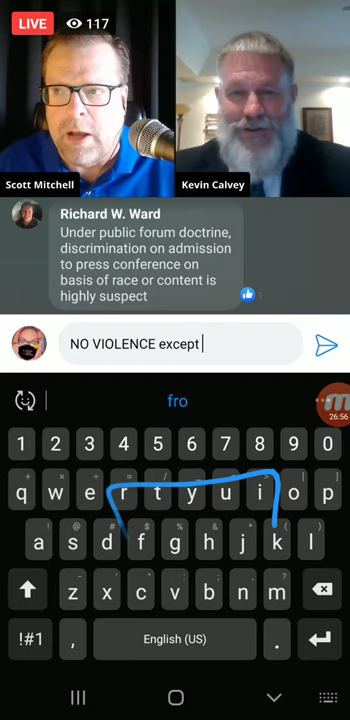 LIVE 117
Scott Mitchell
Kevin Calvey
Richard W. Ward
Under public forum doctrine,
discrimination on admission
to press conference on
basis of race or content is
highly suspect
1
NO VIOLENCE except
fro
26:56
1 2 3 4 5 6 7 8 9 0
q w e r t y u i o p
a s d f g h j k l
z x c v b n m
!#1 , English (US) .